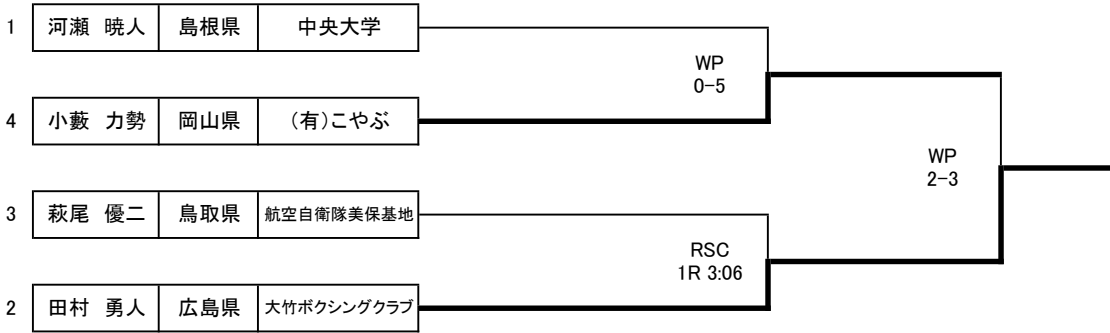 1 河瀬 暁人 島根県 中央大学
WP
0-5
4 小藪 力勢 岡山県 (有)こやぶ
WP
2-3
3 萩尾 優二 鳥取県 航空自衛隊美保基地
RSC
1R 3:06
2 田村 勇人 広島県 大竹ボクシングクラブ